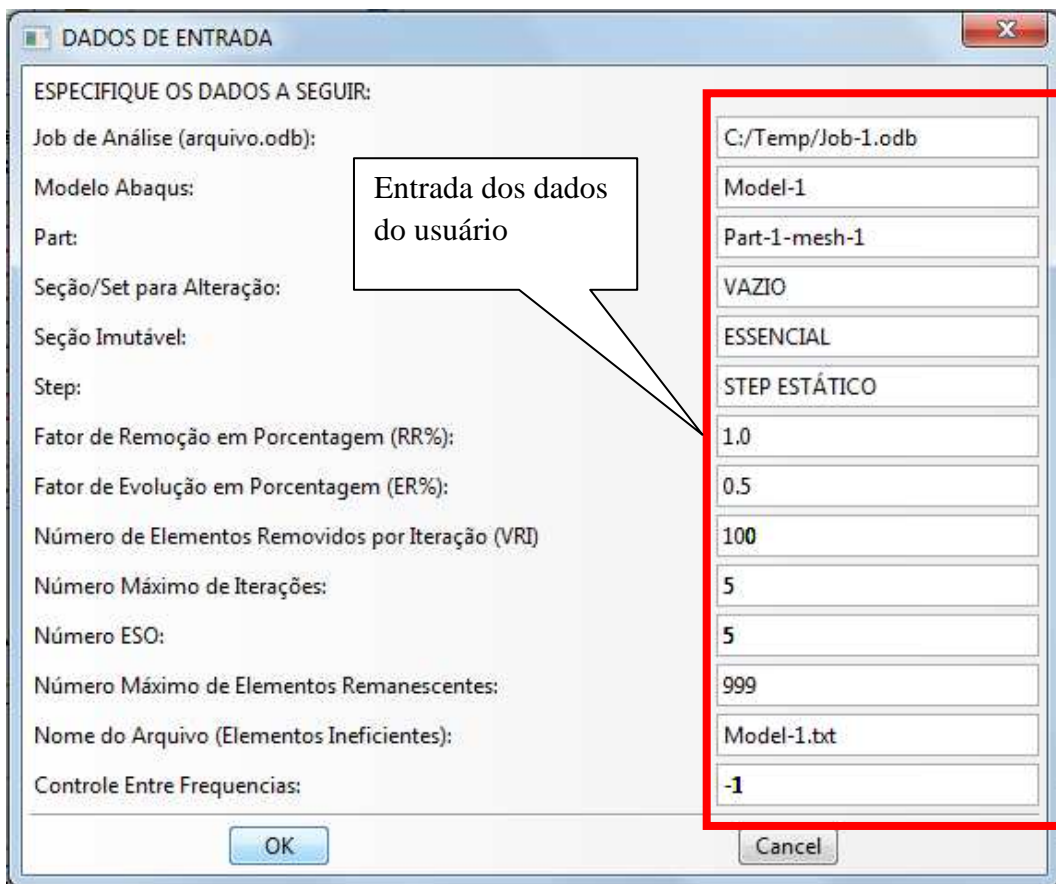 DADOS DE ENTRADA
ESPECIFIQUE OS DADOS A SEGUIR:
Job de Análise (arquivo.odb): C:/Temp/Job-1.odb
Modelo Abaqus: Model-1
Entrada dos dados
do usuário
Part: Part-1-mesh-1
Seção/Set para Alteração: VAZIO
Seção Imutável: ESSENCIAL
Step: STEP ESTÁTICO
Fator de Remoção em Porcentagem (RR%): 1.0
Fator de Evolução em Porcentagem (ER%): 0.5
Número de Elementos Removidos por Iteração (VRI) 100
Número Máximo de Iterações: 5
Número ESO: 5
Número Máximo de Elementos Remanescentes: 999
Nome do Arquivo (Elementos Ineficientes): Model-1.txt
Controle Entre Frequencias: -1
OK Cancel